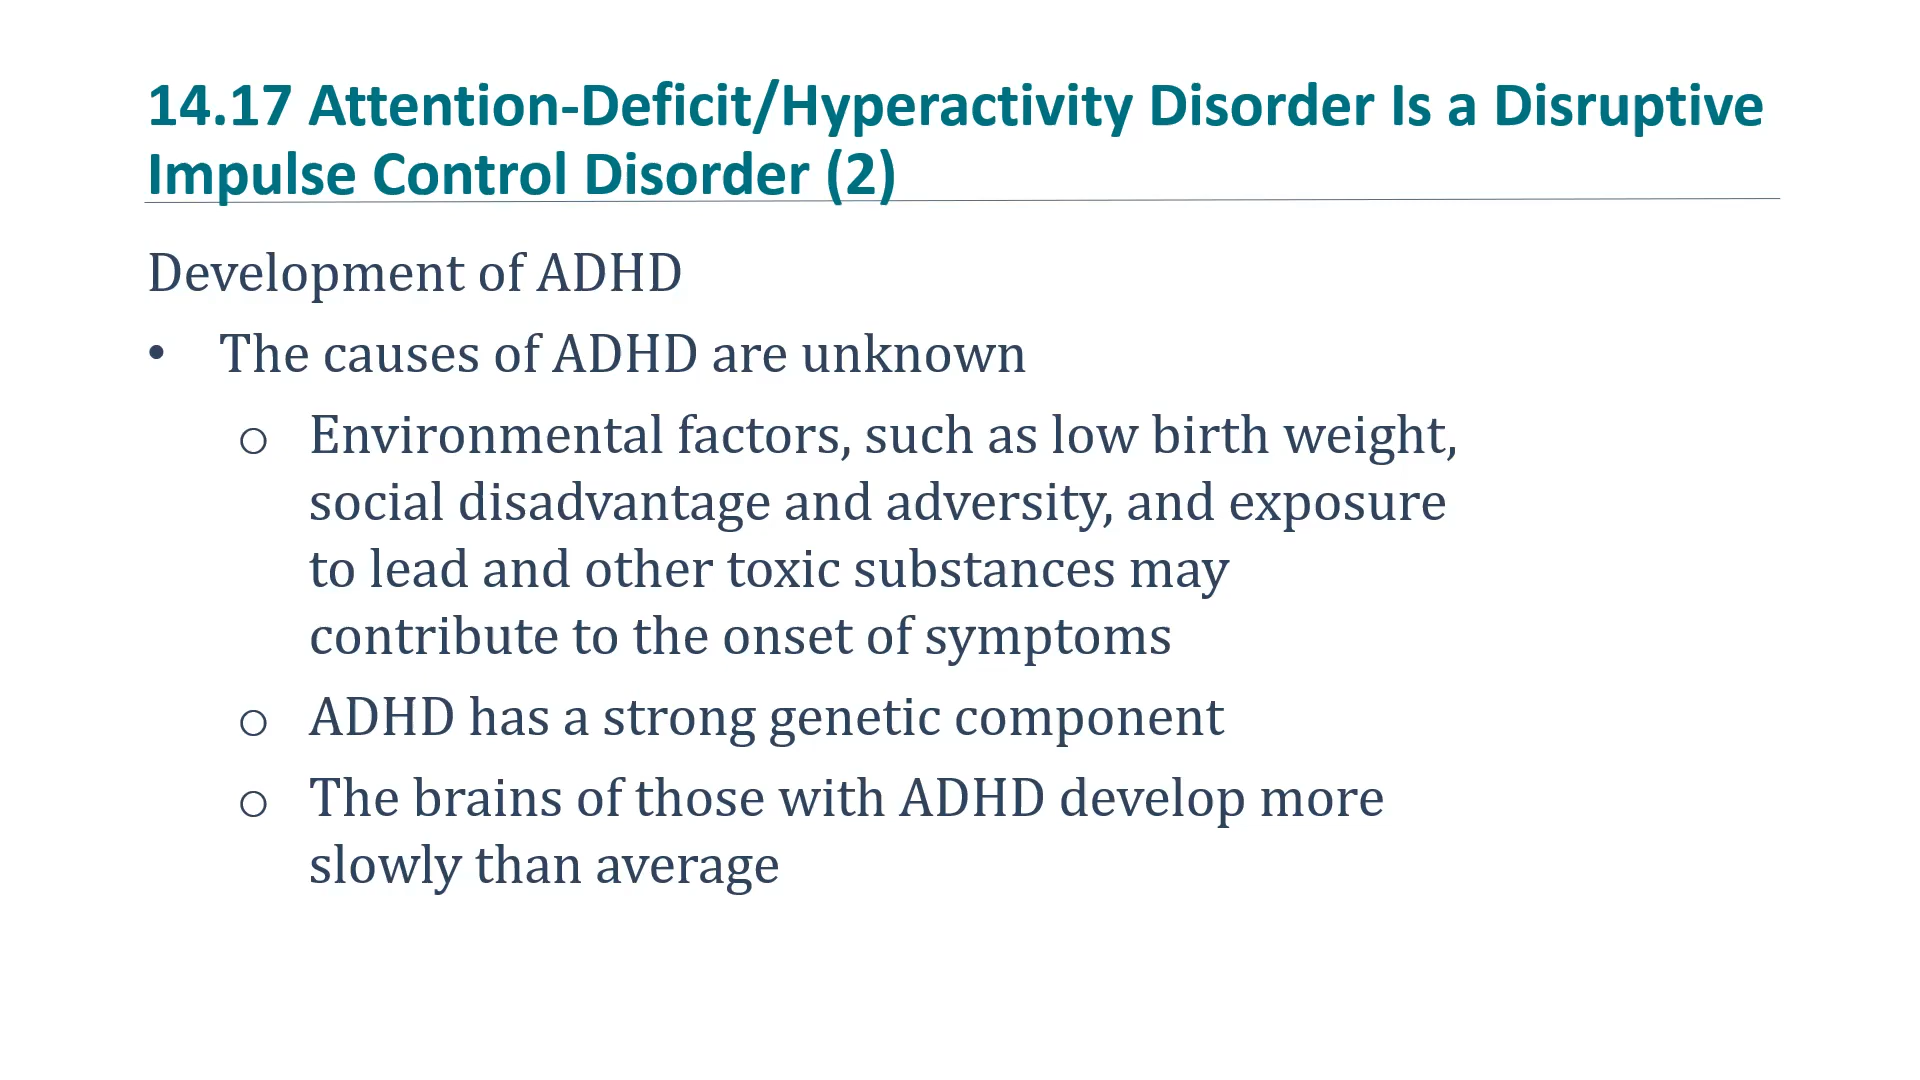 14.17 Attention-Deficit/Hyperactivity Disorder Is a Disruptive
Impulse Control Disorder (2)
Development of ADHD
• The causes of ADHD are unknown
o Environmental factors, such as low birth weight,
social disadvantage and adversity, and exposure
to lead and other toxic substances may
contribute to the onset of symptoms
o ADHD has a strong genetic component
o The brains of those with ADHD develop more
slowly than average